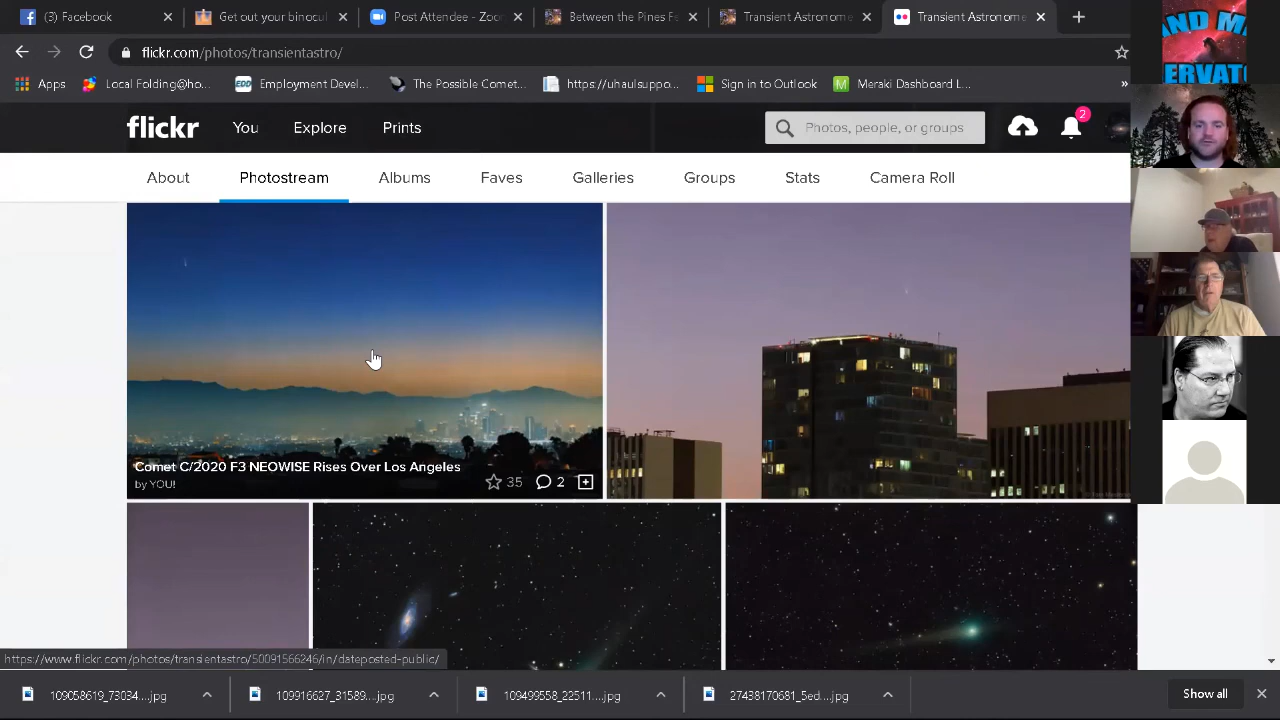 (3) Facebook
Get out your binocul
Post Attendee - Zoo
Between the Pines F
Transient Astronome
Transient Astronome
flickr.com/photos/transientastro/
Apps
Local Folding@ho...
Employment Devel...
The Possible Comet...
https://uhaulsuppo...
Sign in to Outlook
Meraki Dashboard L...
»
AND M
ERVAT
flickr
You
Explore
Prints
Photos, people, or groups
2
About
Photostream
Albums
Faves
Galleries
Groups
Stats
Camera Roll
Comet C/2020 F3 NEOWISE Rises Over Los Angeles
by YOU!
35
2
https://www.flickr.com/photos/transientastro/50091566246/in/dateposted-public/
109058619_73034....jpg
109916627_31589....jpg
109499558_22511....jpg
27438170681_5ed....jpg
Show all